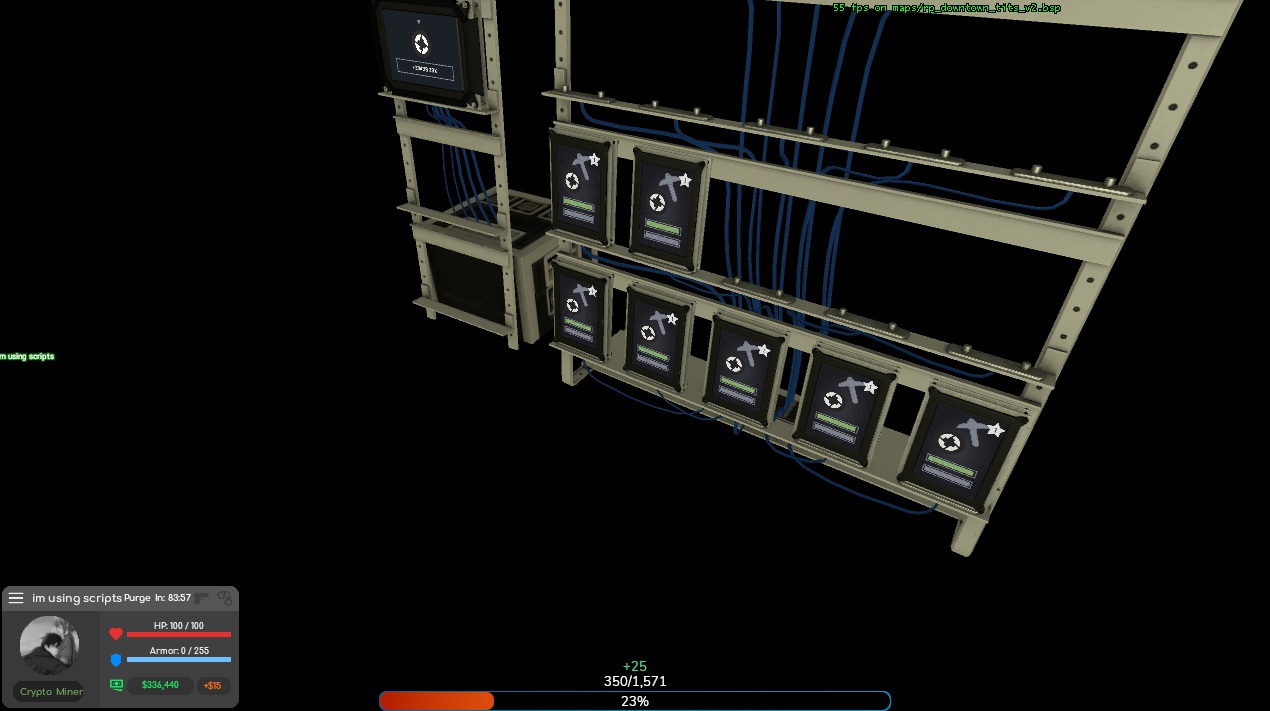 55 fps on maps/rp_downtown_tits_v2.bsp
im using scripts
im using scripts Purge In: 83:57
HP: 100 / 100
Armor: 0 / 255
$336,440 +$15
Crypto Miner
+25
350/1,571
23%